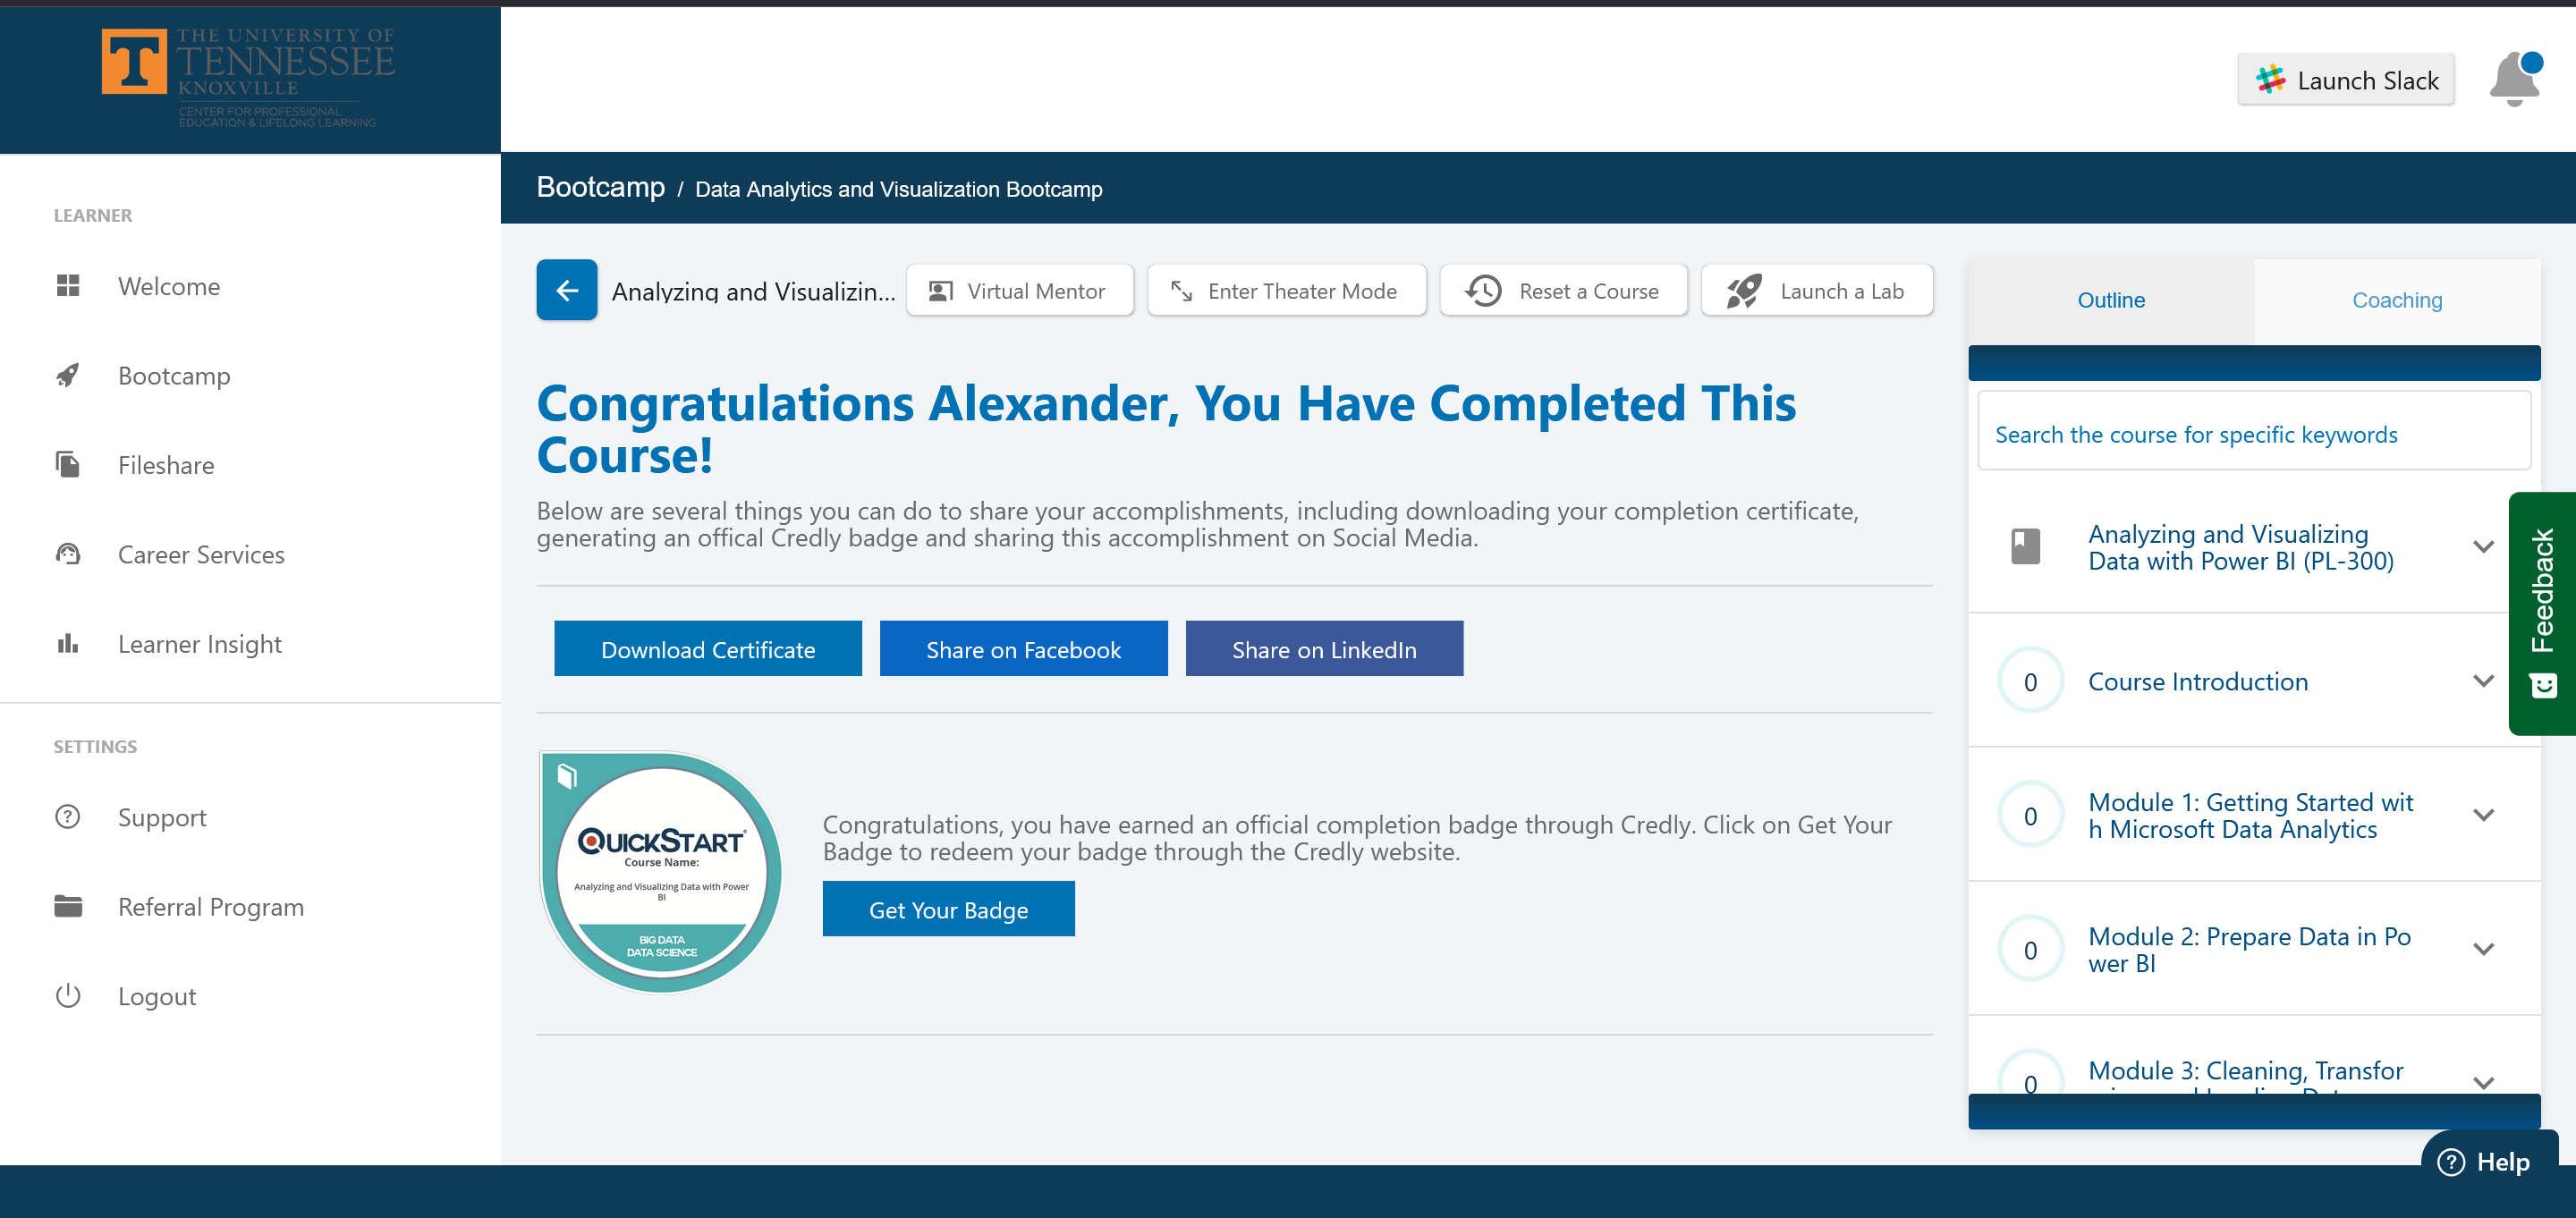 THE UNIVERSITY OF
TENNESSEE
KNOXVILLE
CENTER FOR PROFESSIONAL
EDUCATION & LIFELONG LEARNING
Launch Slack
LEARNER
Welcome
Bootcamp
Fileshare
Career Services
Learner Insight
SETTINGS
Support
Referral Program
Logout
Bootcamp / Data Analytics and Visualization Bootcamp
Analyzing and Visualizin...
Virtual Mentor
Enter Theater Mode
Reset a Course
Launch a Lab
Congratulations Alexander, You Have Completed This
Course!
Below are several things you can do to share your accomplishments, including downloading your completion certificate,
generating an offical Credly badge and sharing this accomplishment on Social Media.
Download Certificate
Share on Facebook
Share on LinkedIn
QUICKSTART
Course Name:
Analyzing and Visualizing Data with Power
BI
BIG DATA
DATA SCIENCE
Congratulations, you have earned an official completion badge through Credly. Click on Get Your
Badge to redeem your badge through the Credly website.
Get Your Badge
Outline
Coaching
Search the course for specific keywords
Analyzing and Visualizing
Data with Power BI (PL-300)
0
Course Introduction
0
Module 1: Getting Started wit
h Microsoft Data Analytics
0
Module 2: Prepare Data in Po
wer BI
0
Module 3: Cleaning, Transfor
Feedback
Help